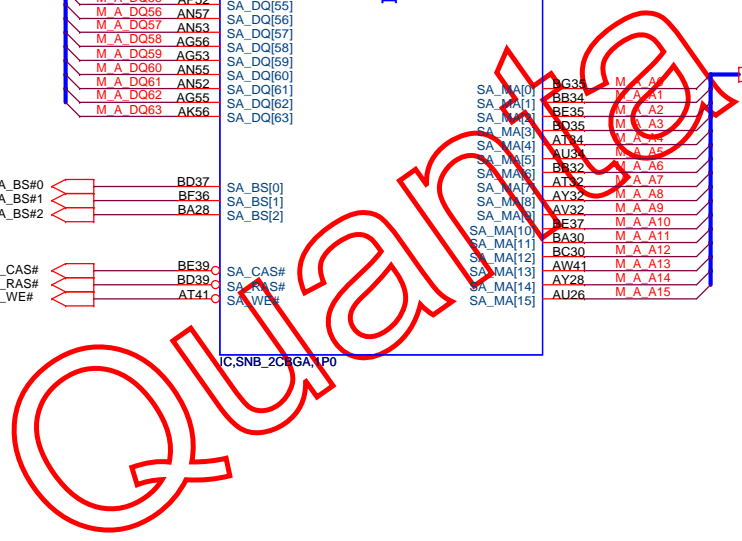 M_A_DQ56 AN57 SA_DQ[55]
M_A_DQ57 AN53 SA_DQ[56]
M_A_DQ58 AG56 SA_DQ[57]
M_A_DQ59 AG53 SA_DQ[58]
M_A_DQ60 AN55 SA_DQ[59]
M_A_DQ61 AN52 SA_DQ[60]
M_A_DQ62 AG55 SA_DQ[61]
M_A_DQ63 AK56 SA_DQ[62]
SA_DQ[63]
A_BS#0 BD37 SA_BS[0]
A_BS#1 BF36 SA_BS[1]
A_BS#2 BA28 SA_BS[2]
_CAS# BE39 SA_CAS#
_RAS# BD39 SA_RAS#
_WE# AT41 SA_WE#
SA_MA[0] BG35 M_A_A0
SA_MA[1] BB34 M_A_A1
SA_MA[2] BE35 M_A_A2
SA_MA[3] BD35 M_A_A3
SA_MA[4] AT34 M_A_A4
SA_MA[5] AU34 M_A_A5
SA_MA[6] BB32 M_A_A6
SA_MA[7] AT32 M_A_A7
SA_MA[8] AY32 M_A_A8
SA_MA[9] AV32 M_A_A9
SA_MA[10] BE37 M_A_A10
SA_MA[11] BA30 M_A_A11
SA_MA[12] BC30 M_A_A12
SA_MA[13] AW41 M_A_A13
SA_MA[14] AY28 M_A_A14
SA_MA[15] AU26 M_A_A15
IC,SNB_2CBGA,1P0
Quanta